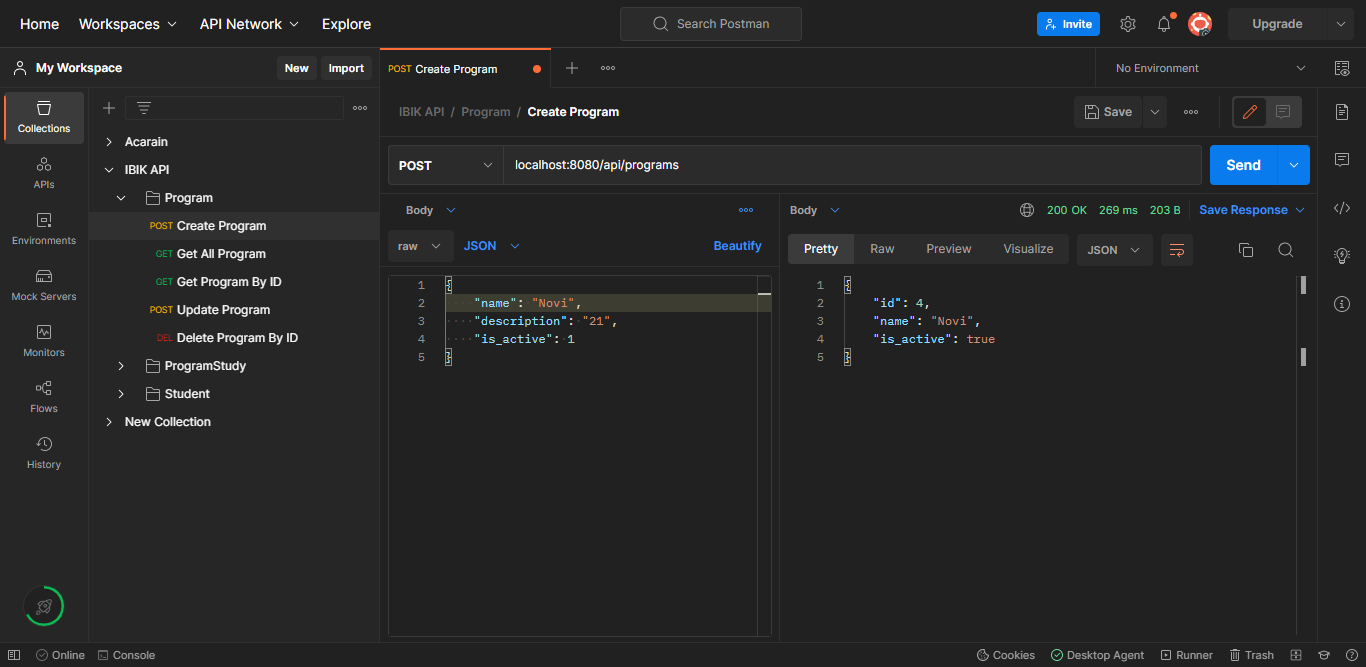 Home Workspaces API Network Explore Search Postman Invite Upgrade
My Workspace New Import POST Create Program No Environment
Collections
APIs
Environments
Mock Servers
Monitors
Flows
History
Acarain
IBIK API
Program
POST Create Program
GET Get All Program
GET Get Program By ID
POST Update Program
DEL Delete Program By ID
ProgramStudy
Student
New Collection
IBIK API / Program / Create Program Save
POST localhost:8080/api/programs Send
Body
raw JSON Beautify
1 {
2 "name": "Novi",
3 "description": "21",
4 "is_active": 1
5 }
Body 200 OK 269 ms 203 B Save Response
Pretty Raw Preview Visualize JSON
1 {
2 "id": 4,
3 "name": "Novi",
4 "is_active": true
5 }
Online Console Cookies Desktop Agent Runner Trash